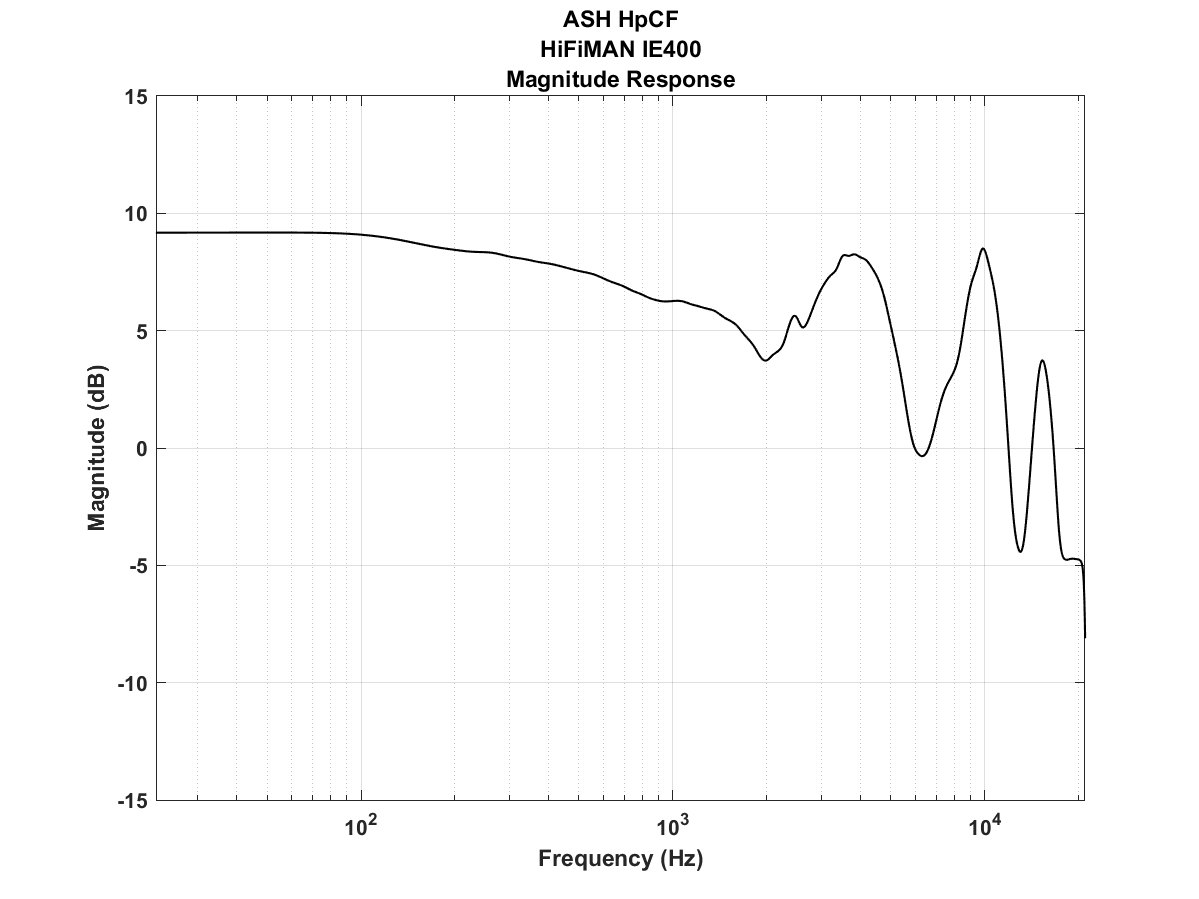 ASH HpCF
HiFiMAN IE400
Magnitude Response
15
10
5
0
-5
-10
-15
Magnitude (dB)
10² 10³ 10⁴
Frequency (Hz)